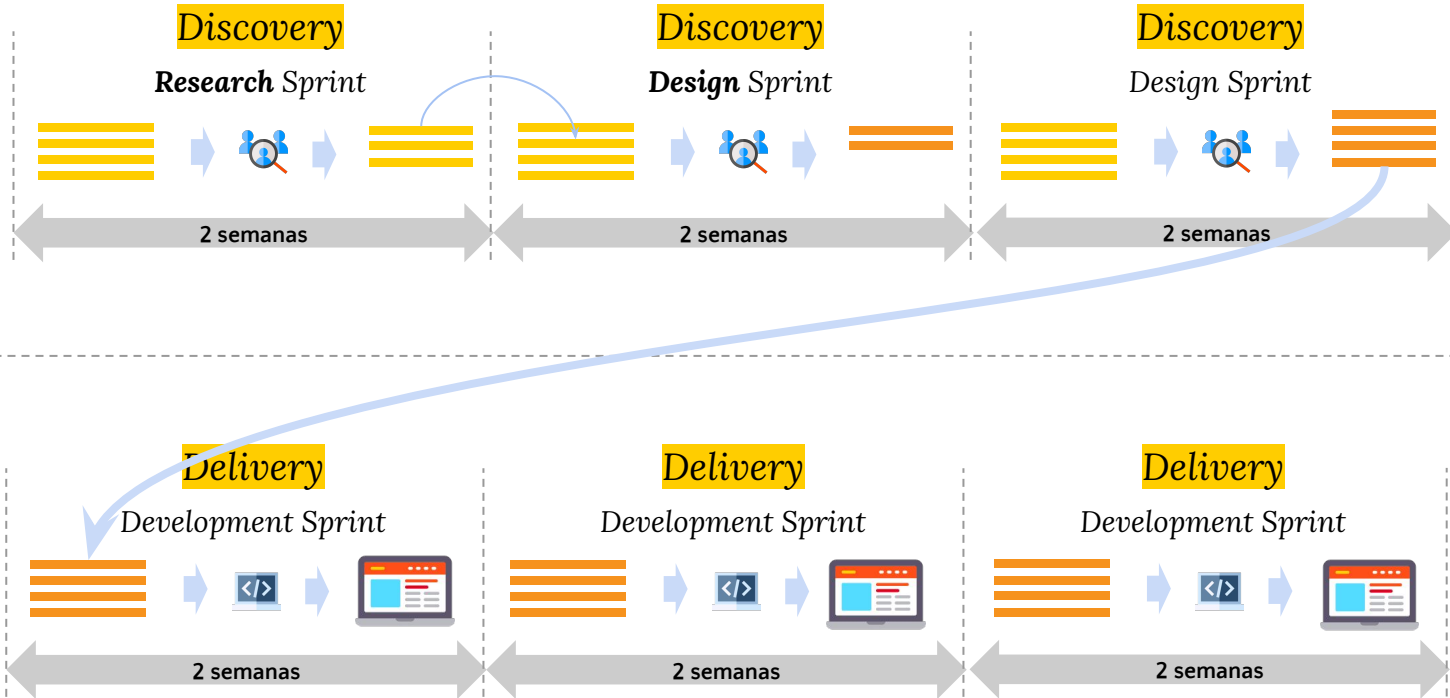 Discovery
Discovery
Discovery
Research Sprint
Design Sprint
Design Sprint
2 semanas
2 semanas
2 semanas
Delivery
Delivery
Delivery
Development Sprint
Development Sprint
Development Sprint
</>
</>
</>
2 semanas
2 semanas
2 semanas